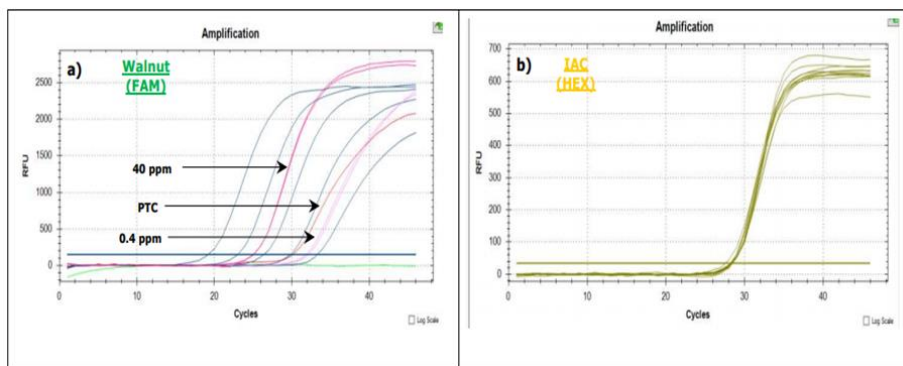 Amplification
a)
Walnut
(FAM)
2500
2000
1500
1000
500
0
RFU
40 ppm
PTC
0.4 ppm
0
10
20
30
40
Cycles
Log Scale
Amplification
b)
IAC
(HEX)
700
600
500
400
300
200
100
0
RFU
0
10
20
30
40
Cycles
Log Scale